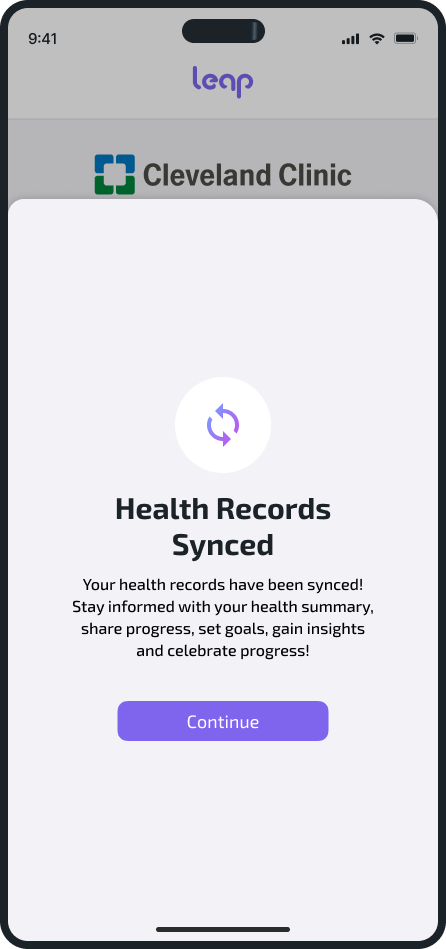 9:41
leap
Cleveland Clinic
Health Records
Synced
Your health records have been synced!
Stay informed with your health summary,
share progress, set goals, gain insights
and celebrate progress!
Continue